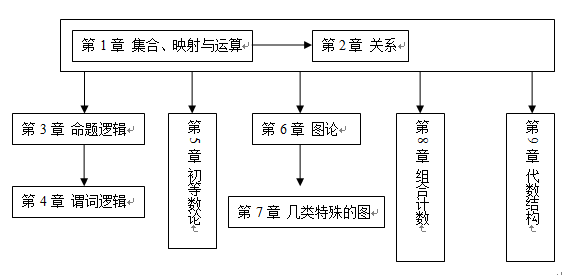 第 1 章 集合、映射与运算
第 2 章 关系
第 3 章 命题逻辑
第 5 章 初等数论
第 6 章 图论
第 8 章 组合计数
第 9 章 代数结构
第 4 章 谓词逻辑
第 7 章 几类特殊的图